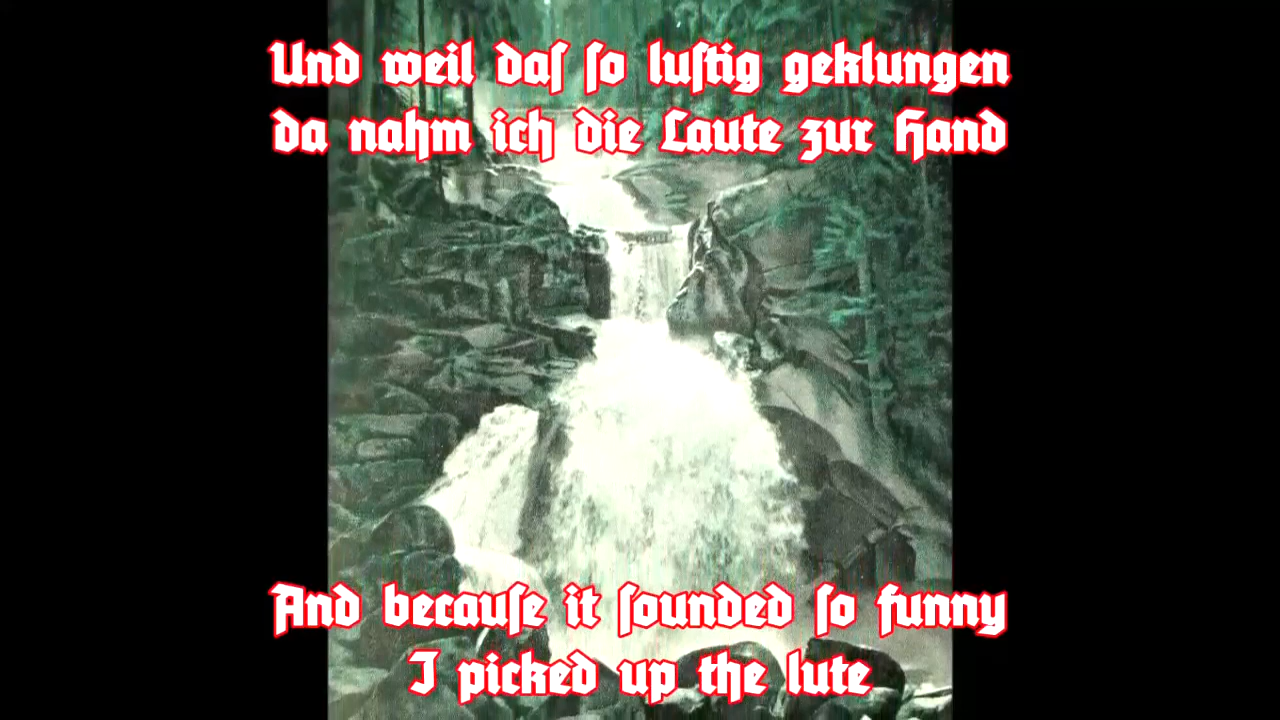 Und weil daſ ſo luſtig geklungen
da nahm ich die Laute zur Hand
And becauſe it ſounded ſo funny
I picked up the lute